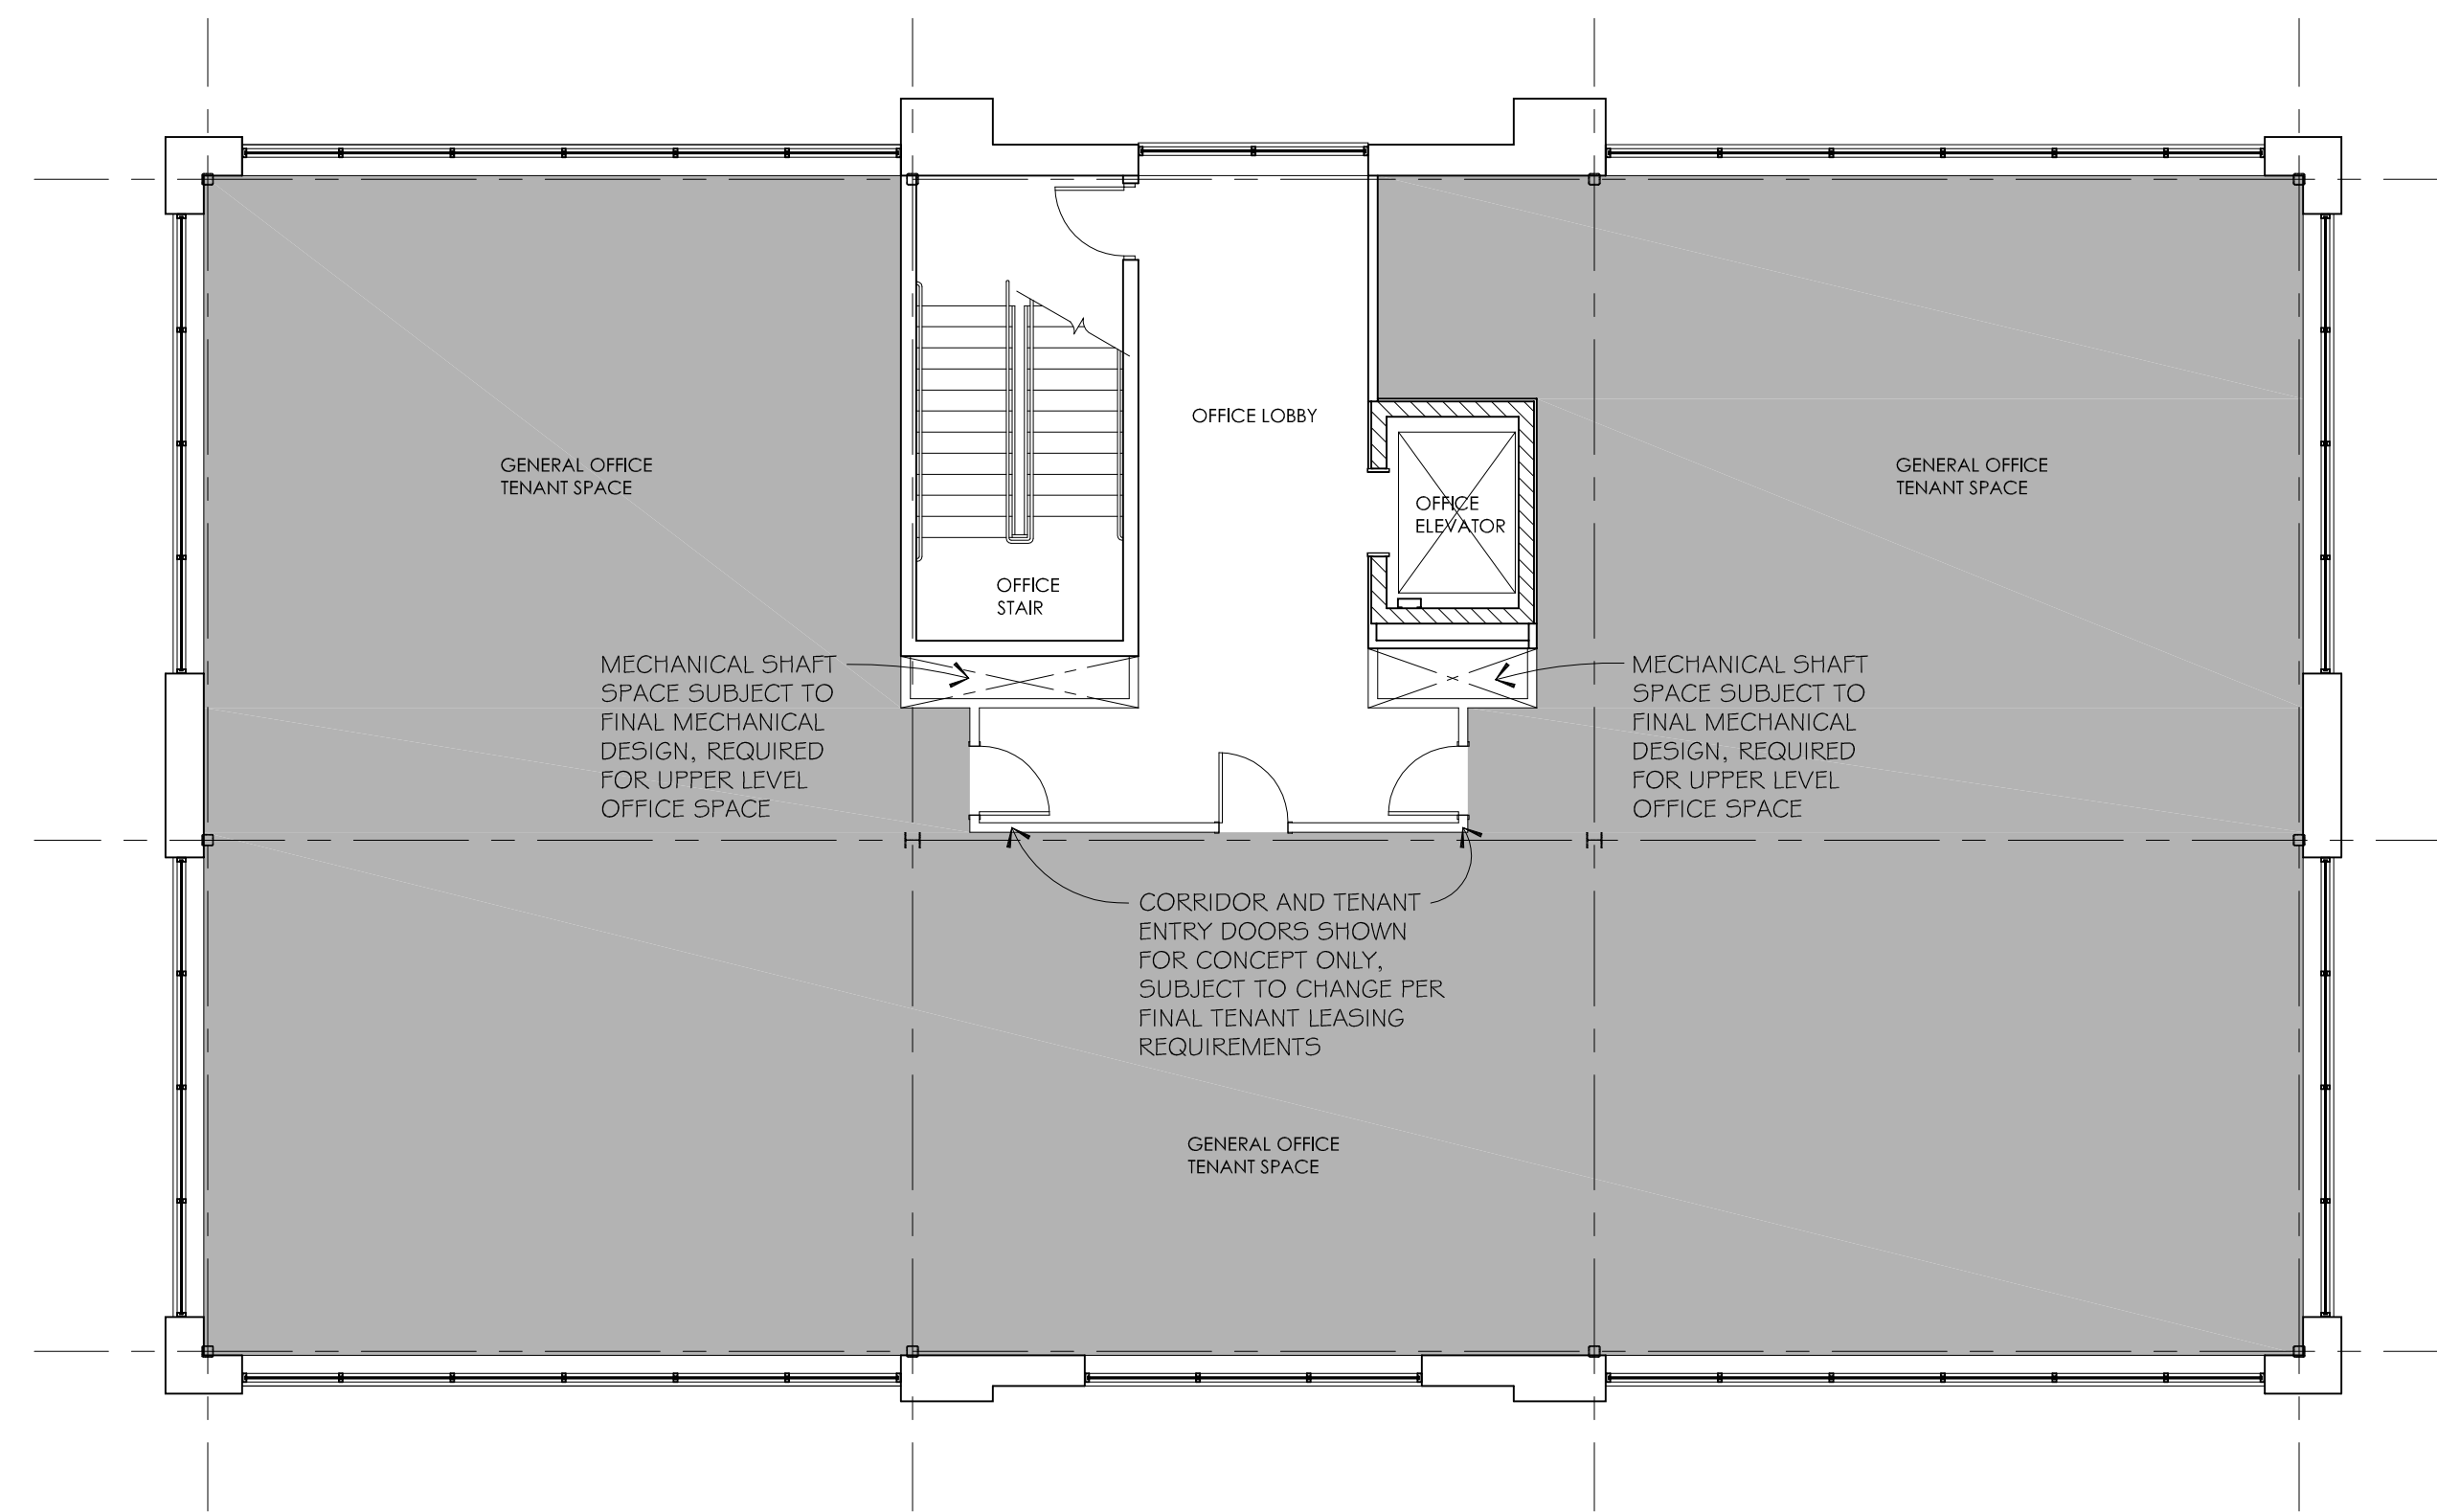 OFFICE LOBBY
GENERAL OFFICE
TENANT SPACE
GENERAL OFFICE
TENANT SPACE
OFFICE
ELEVATOR
OFFICE
STAIR
MECHANICAL SHAFT
SPACE SUBJECT TO
FINAL MECHANICAL
DESIGN, REQUIRED
FOR UPPER LEVEL
OFFICE SPACE
MECHANICAL SHAFT
SPACE SUBJECT TO
FINAL MECHANICAL
DESIGN, REQUIRED
FOR UPPER LEVEL
OFFICE SPACE
CORRIDOR AND TENANT
ENTRY DOORS SHOWN
FOR CONCEPT ONLY,
SUBJECT TO CHANGE PER
FINAL TENANT LEASING
REQUIREMENTS
GENERAL OFFICE
TENANT SPACE